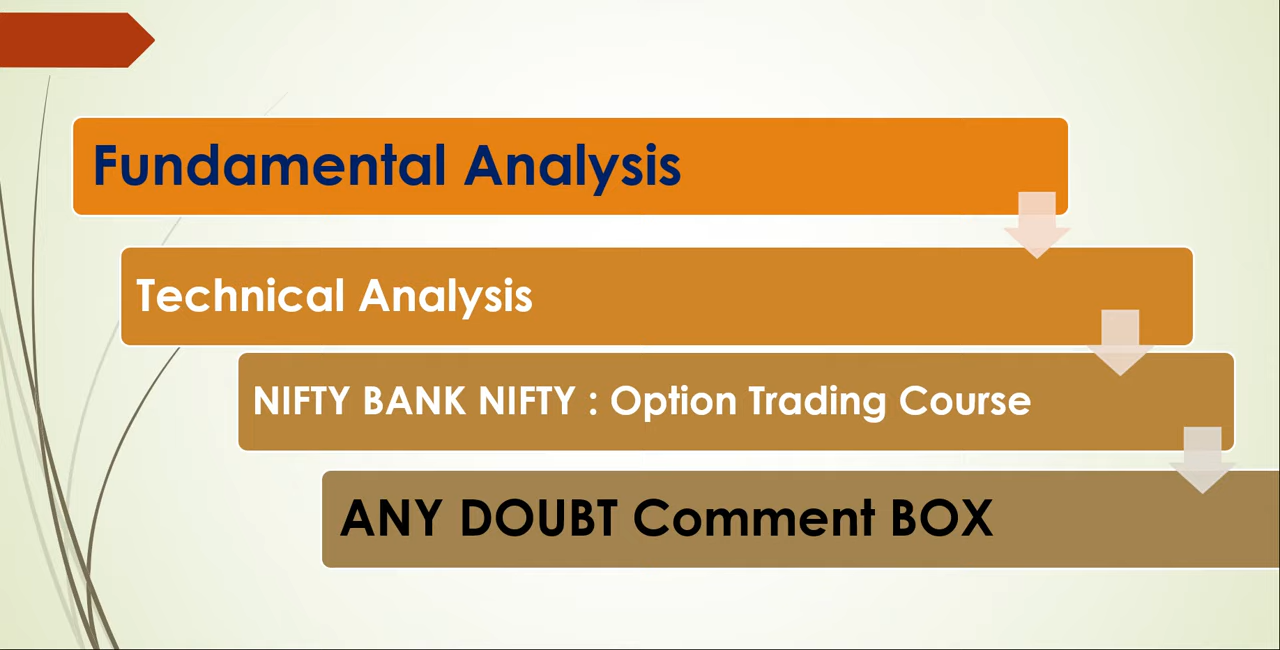 Fundamental Analysis
Technical Analysis
NIFTY BANK NIFTY : Option Trading Course
ANY DOUBT Comment BOX